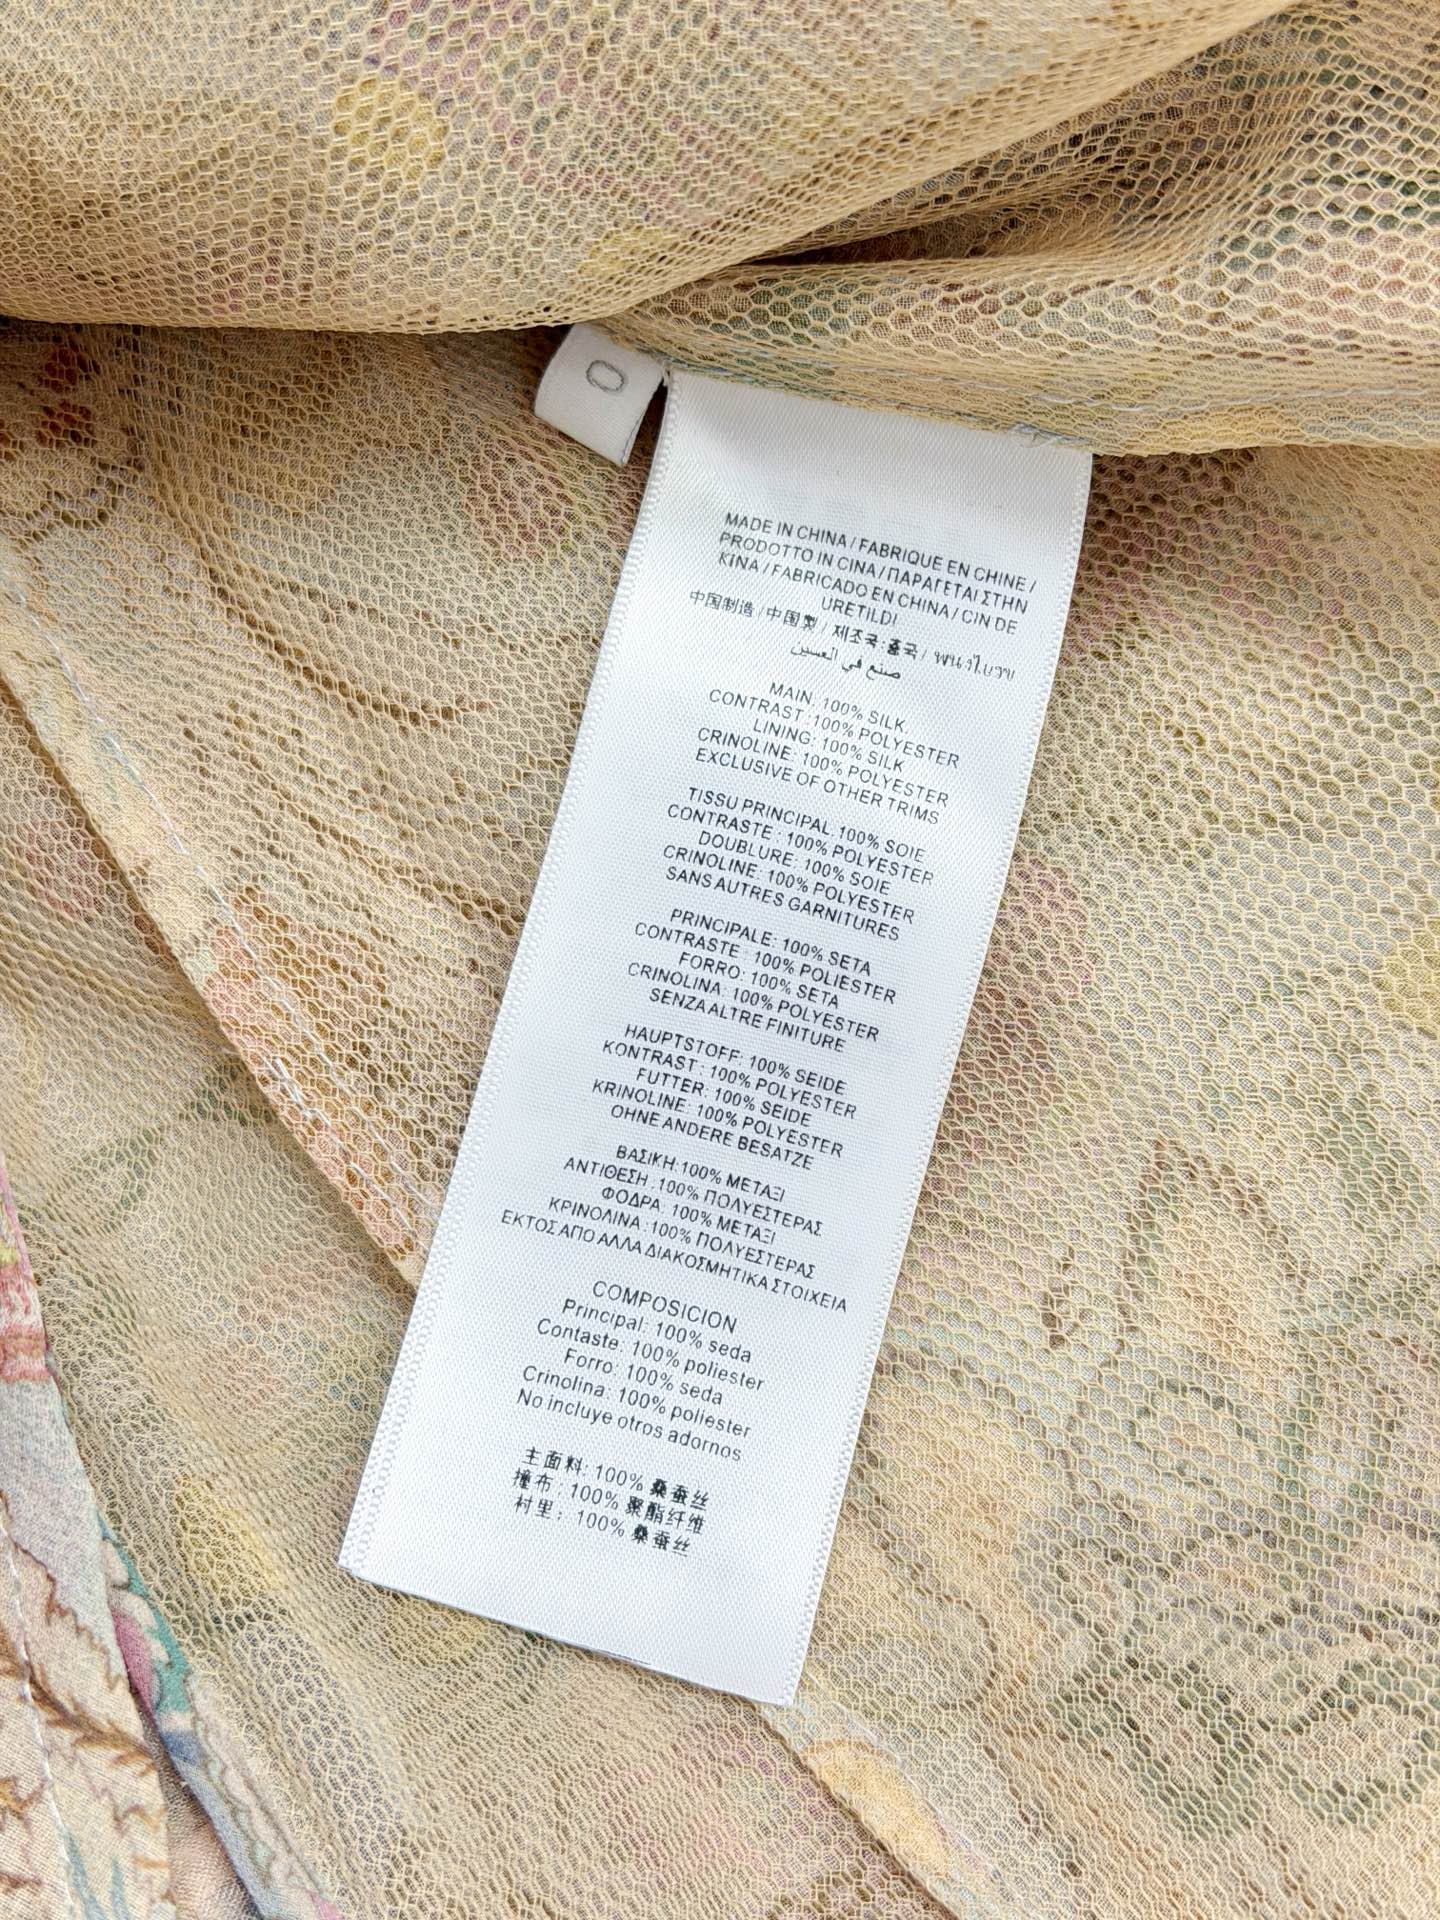 0
MADE IN CHINA / FABRIQUE EN CHINE /
PRODOTTO IN CINA / ΠΑΡΑΓΕΤΑΙ ΣΤΗΝ
KINA / FABRICADO EN CHINA / CIN DE
URETILDI
中国制造 / 中国製 / 제조국:
صنع في
MAIN. 100% SILK.
CONTRAST :100% POLYESTER
LINING: 100% SILK
CRINOLINE: 100% POLYESTER
EXCLUSIVE OF OTHER TRIMS
TISSU PRINCIPAL. 100% SOIE
CONTRASTE : 100% POLYESTER
DOUBLURE: 100% SOIE
CRINOLINE: 100% POLYESTER
SANS AUTRES GARNITURES
PRINCIPALE: 100% SETA
CONTRASTE : 100% POLIESTER
FORRO: 100% SETA
CRINOLINA: 100% POLYESTER
SENZA ALTRE FINITURE
HAUPTSTOFF: 100% SEIDE
KONTRAST : 100% POLYESTER
FUTTER: 100% SEIDE
KRINOLINE: 100% POLYESTER
OHNE ANDERE BESATZE
ΒΑΣΙΚΗ:100% ΜΕΤΑΞΙ
ΑΝΤΙΘΕΣΗ .100% ΠΟΛΥΕΣΤΕΡΑΣ
ΦΟΔΡΑ: 100% ΜΕΤΑΞΙ
ΚΡΙΝΟΛΙΝΑ :100% ΠΟΛΥΕΣΤΕΡΑΣ
ΕΚΤΟΣ ΑΠΟ ΑΛΛΑ ΔΙΑΚΟΣΜΗΤΙΚΑ ΣΤΟΙΧΕΙΑ
COMPOSICION
Principal: 100% seda
Contaste: 100% poliester
Forro: 100% seda
Crinolina: 100% poliester
No incluye otros adornos
主面料: 100% 桑蚕丝
撞布: 100% 聚酯纤维
衬里: 100% 桑蚕丝